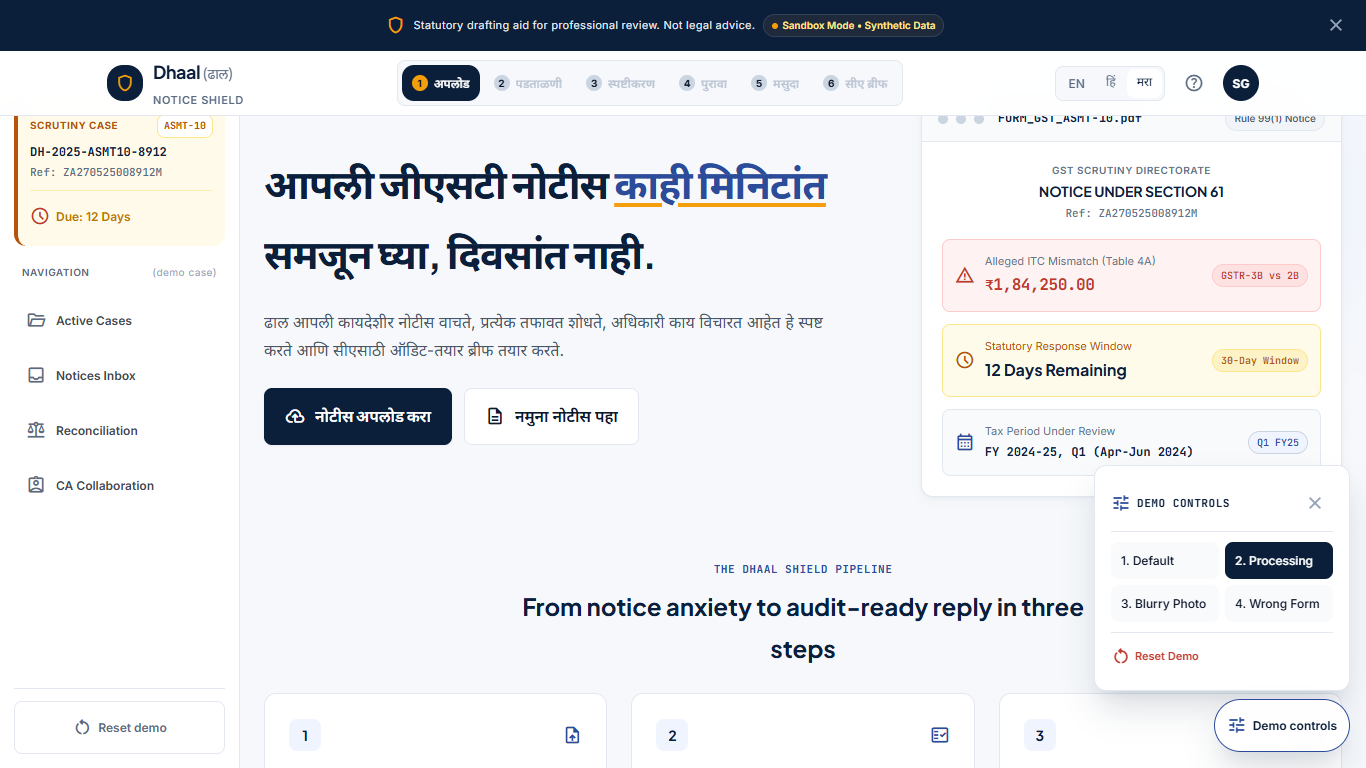 Statutory drafting aid for professional review. Not legal advice. Sandbox Mode • Synthetic Data
Dhaal (ढाल)
NOTICE SHIELD
1 अपलोड 2 पडताळणी 3 स्पष्टीकरण 4 पुरावा 5 मसुदा 6 सीए ब्रीफ
EN हिं मरा
SG
SCRUTINY CASE ASMT-10
DH-2025-ASMT10-8912
Ref: ZA270525008912M
Due: 12 Days
NAVIGATION (demo case)
Active Cases
Notices Inbox
Reconciliation
CA Collaboration
Reset demo
आपली जीएसटी नोटीस काही मिनिटांत
समजून घ्या, दिवसांत नाही.
ढाल आपली कायदेशीर नोटीस वाचते, प्रत्येक तफावत शोधते, अधिकारी काय विचारत आहेत हे स्पष्ट
करते आणि सीएसाठी ऑडिट-तयार ब्रीफ तयार करते.
नोटीस अपलोड करा
नमुना नोटीस पहा
FORM_GST_ASMT-10.pdf Rule 99(1) Notice
GST SCRUTINY DIRECTORATE
NOTICE UNDER SECTION 61
Ref: ZA270525008912M
Alleged ITC Mismatch (Table 4A)
₹1,84,250.00
GSTR-3B vs 2B
Statutory Response Window
12 Days Remaining
30-Day Window
Tax Period Under Review
FY 2024-25, Q1 (Apr-Jun 2024)
Q1 FY25
THE DHAAL SHIELD PIPELINE
From notice anxiety to audit-ready reply in three
steps
1
2
3
DEMO CONTROLS
1. Default 2. Processing
3. Blurry Photo 4. Wrong Form
Reset Demo
Demo controls